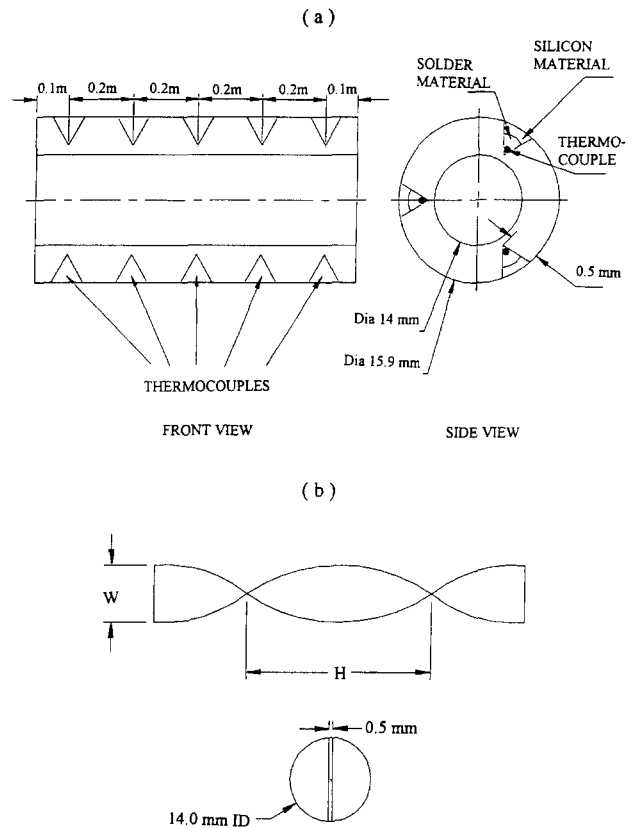 ( a )
0.1m 0.2m 0.2m 0.2m 0.2m 0.1m
SOLDER
MATERIAL
SILICON
MATERIAL
THERMO-
COUPLE
0.5 mm
Dia 14 mm
Dia 15.9 mm
THERMOCOUPLES
FRONT VIEW
SIDE VIEW
( b )
W
H
0.5 mm
14.0 mm ID